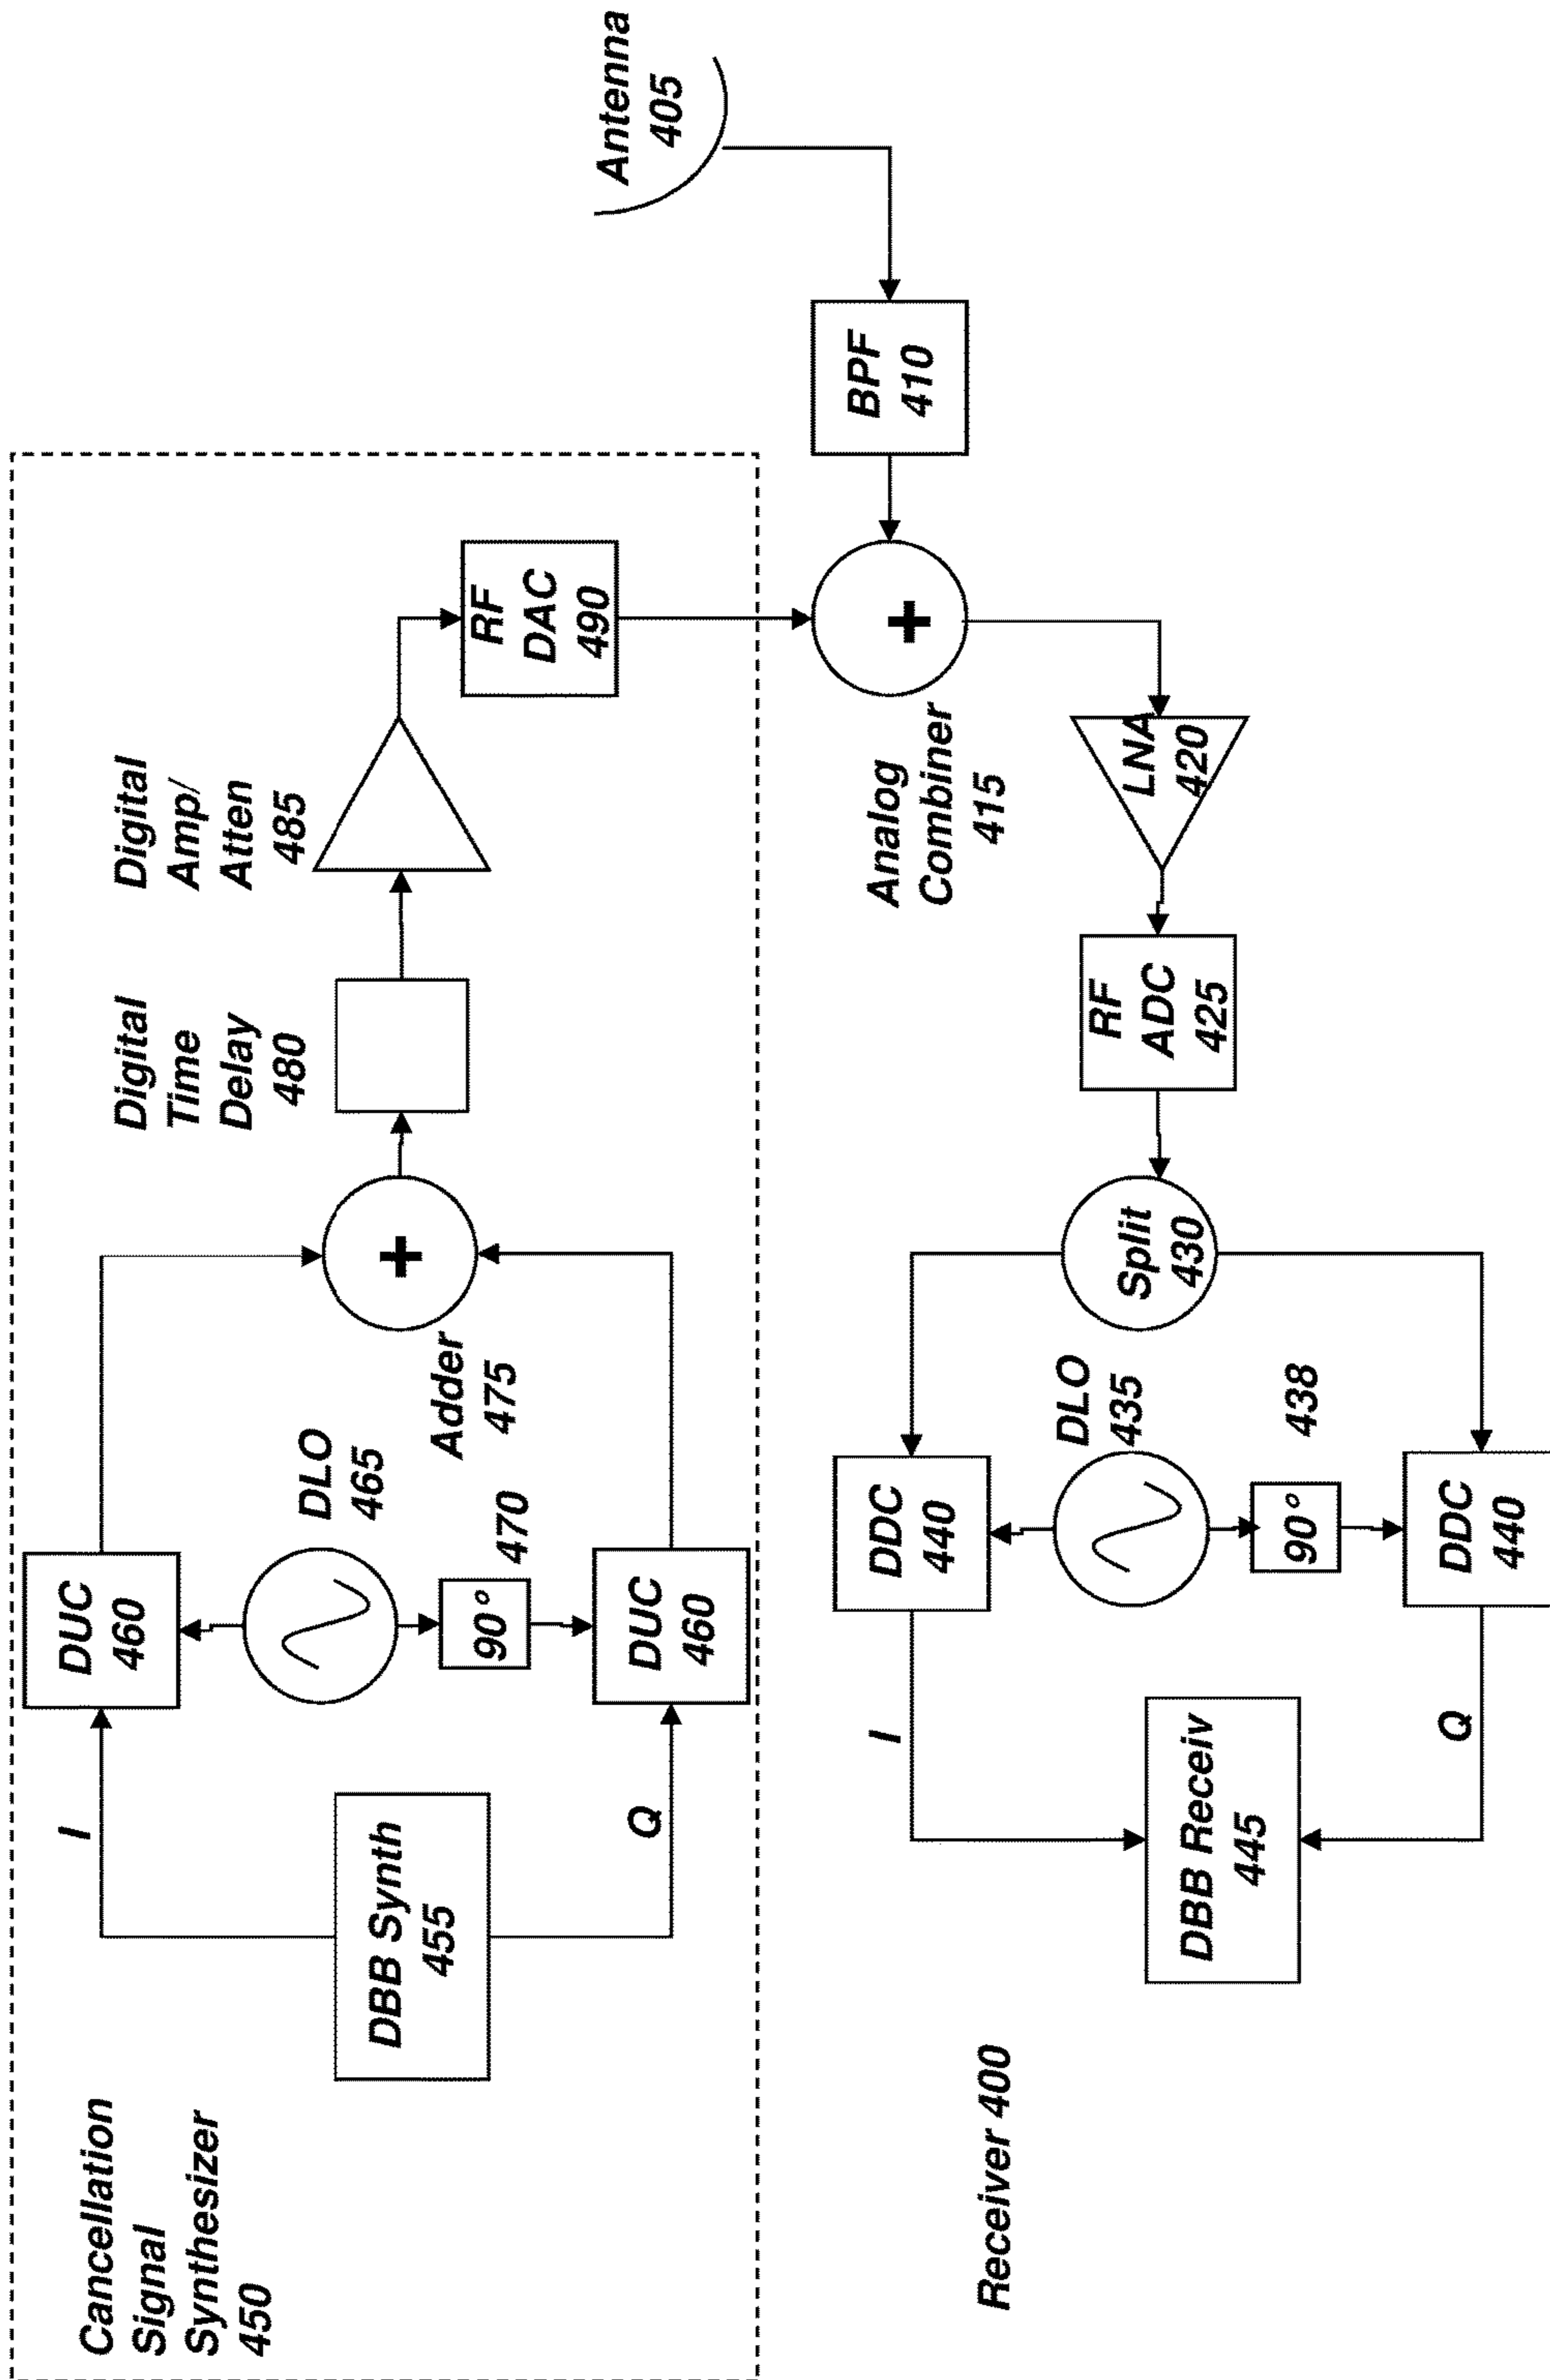 Cancellation
Signal
Synthesizer
450
DBB Synth
455
I
Q
DUC
460
DLO
465
90°
470
DUC
460
Adder
475
+
Digital
Time
Delay
480
Digital
Amp/
Atten
485
RF
DAC
490
Antenna
405
BPF
410
+
Analog
Combiner
415
LNA
420
RF
ADC
425
Split
430
DLO
435
438
90°
DDC
440
DDC
440
I
Q
DBB Receiv
445
Receiver 400